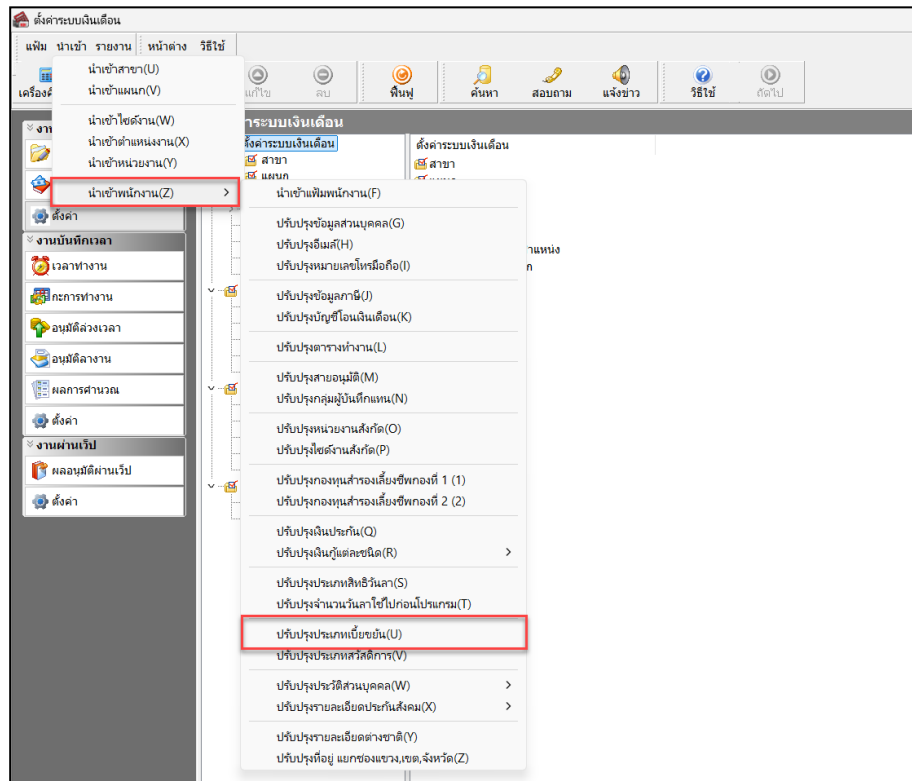 ตั้งค่าระบบเงินเดือน
แฟ้ม นำเข้า รายงาน หน้าต่าง วิธีใช้
นำเข้าสาขา(U)
นำเข้าแผนก(V)
นำเข้าไซต์งาน(W)
นำเข้าตำแหน่งงาน(X)
นำเข้าหน่วยงาน(Y)
นำเข้าพนักงาน(Z)
แก้ไข ลบ ฟื้นฟู ค้นหา สอบถาม แจ้งข่าว วิธีใช้ ถัดไป
ตั้งค่าระบบเงินเดือน
สาขา
แผนก
ตั้งค่าระบบเงินเดือน
สาขา
ตั้งค่า
งานบันทึกเวลา
เวลาทำงาน
กะการทำงาน
อนุมัติล่วงเวลา
อนุมัติลางาน
ผลการคำนวณ
ตั้งค่า
งานผ่านเว็ป
ผลอนุมัติผ่านเว็ป
ตั้งค่า
นำเข้าแฟ้มพนักงาน(F)
ปรับปรุงข้อมูลส่วนบุคคล(G)
ปรับปรุงอีเมล์(H)
ปรับปรุงหมายเลขโทรมือถือ(I)
ปรับปรุงข้อมูลภาษี(J)
ปรับปรุงบัญชีโอนเงินเดือน(K)
ปรับปรุงตารางทำงาน(L)
ปรับปรุงสายอนุมัติ(M)
ปรับปรุงกลุ่มผู้บันทึกแทน(N)
ปรับปรุงหน่วยงานสังกัด(O)
ปรับปรุงไซต์งานสังกัด(P)
ปรับปรุงกองทุนสำรองเลี้ยงชีพกองที่ 1 (1)
ปรับปรุงกองทุนสำรองเลี้ยงชีพกองที่ 2 (2)
ปรับปรุงเงินประกัน(Q)
ปรับปรุงเงินกู้แต่ละชนิด(R)
ปรับปรุงประเภทสิทธิวันลา(S)
ปรับปรุงจำนวนวันลาใช้ไปก่อนโปรแกรม(T)
ปรับปรุงประเภทเบี้ยขยัน(U)
ปรับปรุงประเภทสวัสดิการ(V)
ปรับปรุงประวัติส่วนบุคคล(W)
ปรับปรุงรายละเอียดประกันสังคม(X)
ปรับปรุงรายละเอียดต่างชาติ(Y)
ปรับปรุงที่อยู่ แยกช่องแขวง,เขต,จังหวัด(Z)